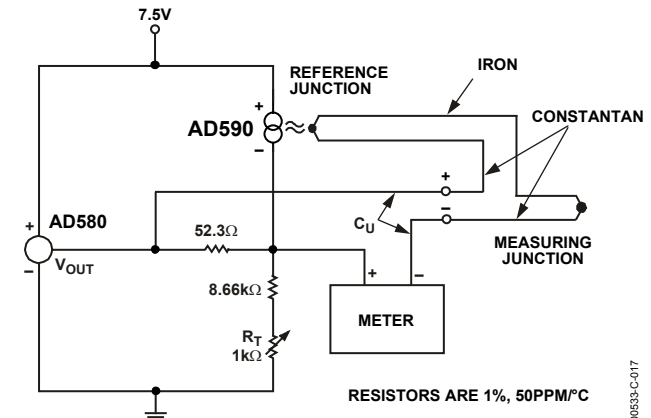 7.5V
REFERENCE
JUNCTION
IRON
CONSTANTAN
+
AD590
−
+
−
CU
MEASURING
JUNCTION
+
AD580
VOUT
−
52.3Ω
8.66kΩ
RT
1kΩ
+
−
METER
RESISTORS ARE 1%, 50PPM/°C
00533-C-017